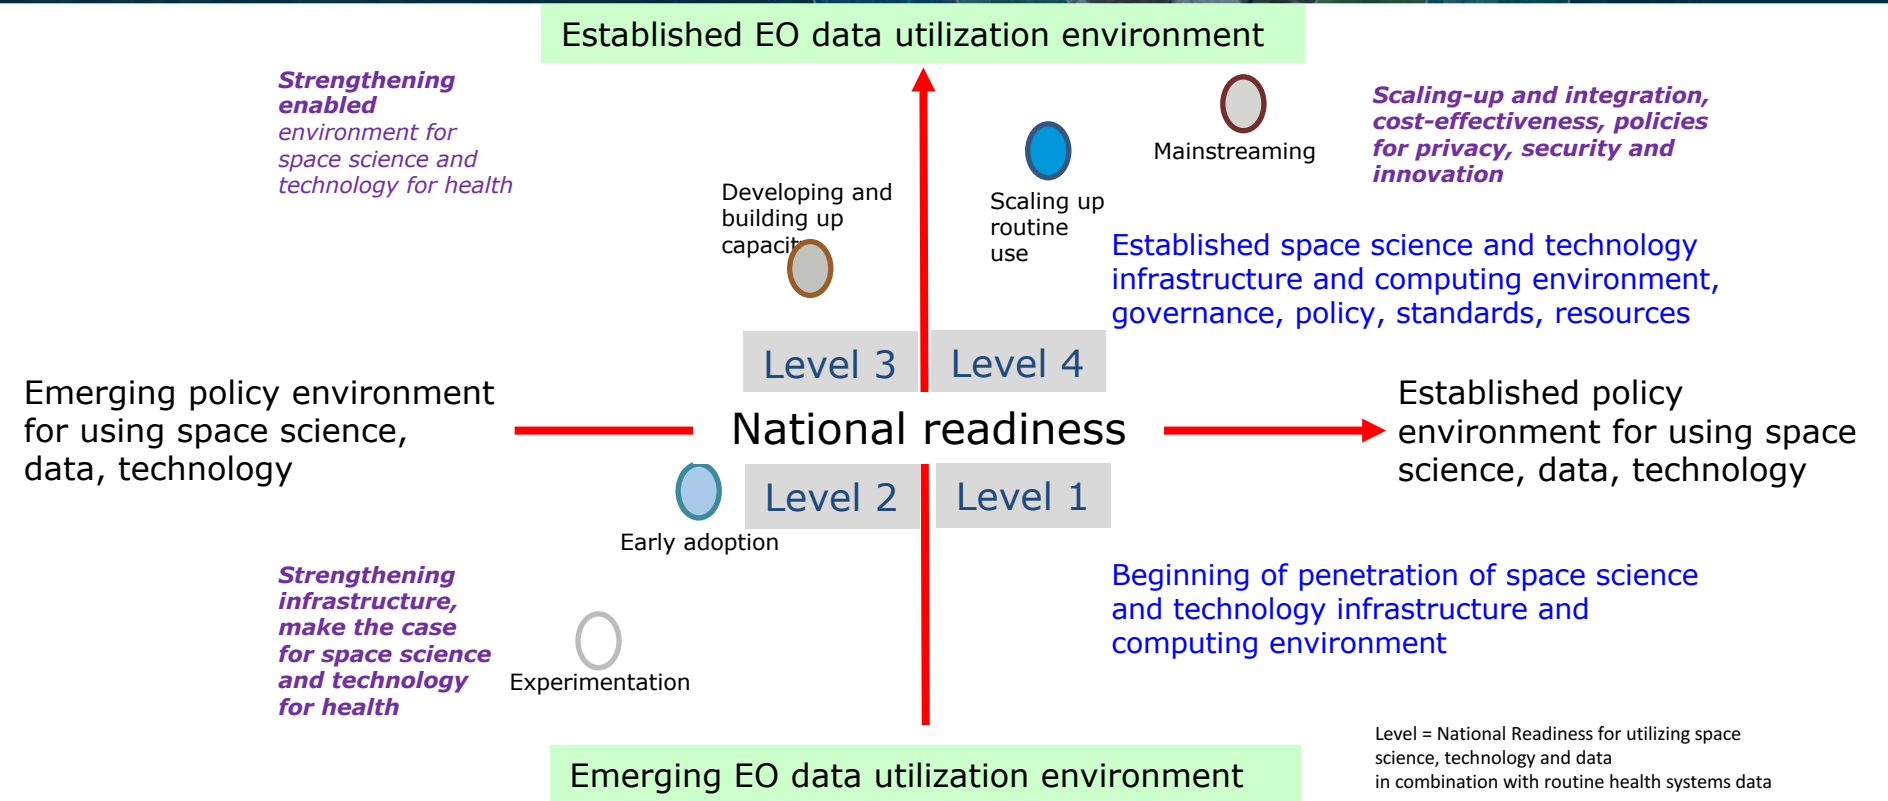 Established EO data utilization environment
Strengthening
enabled
environment for
space science and
technology for health
Developing and
building up
capacity
Scaling up
routine
use
Mainstreaming
Scaling-up and integration,
cost-effectiveness, policies
for privacy, security and
innovation
Established space science and technology
infrastructure and computing environment,
governance, policy, standards, resources
Level 3
Level 4
Emerging policy environment
for using space science,
data, technology
National readiness
Established policy
environment for using space
science, data, technology
Level 2
Level 1
Early adoption
Strengthening
infrastructure,
make the case
for space science
and technology
for health
Experimentation
Beginning of penetration of space science
and technology infrastructure and
computing environment
Level = National Readiness for utilizing space
science, technology and data
in combination with routine health systems data
Emerging EO data utilization environment